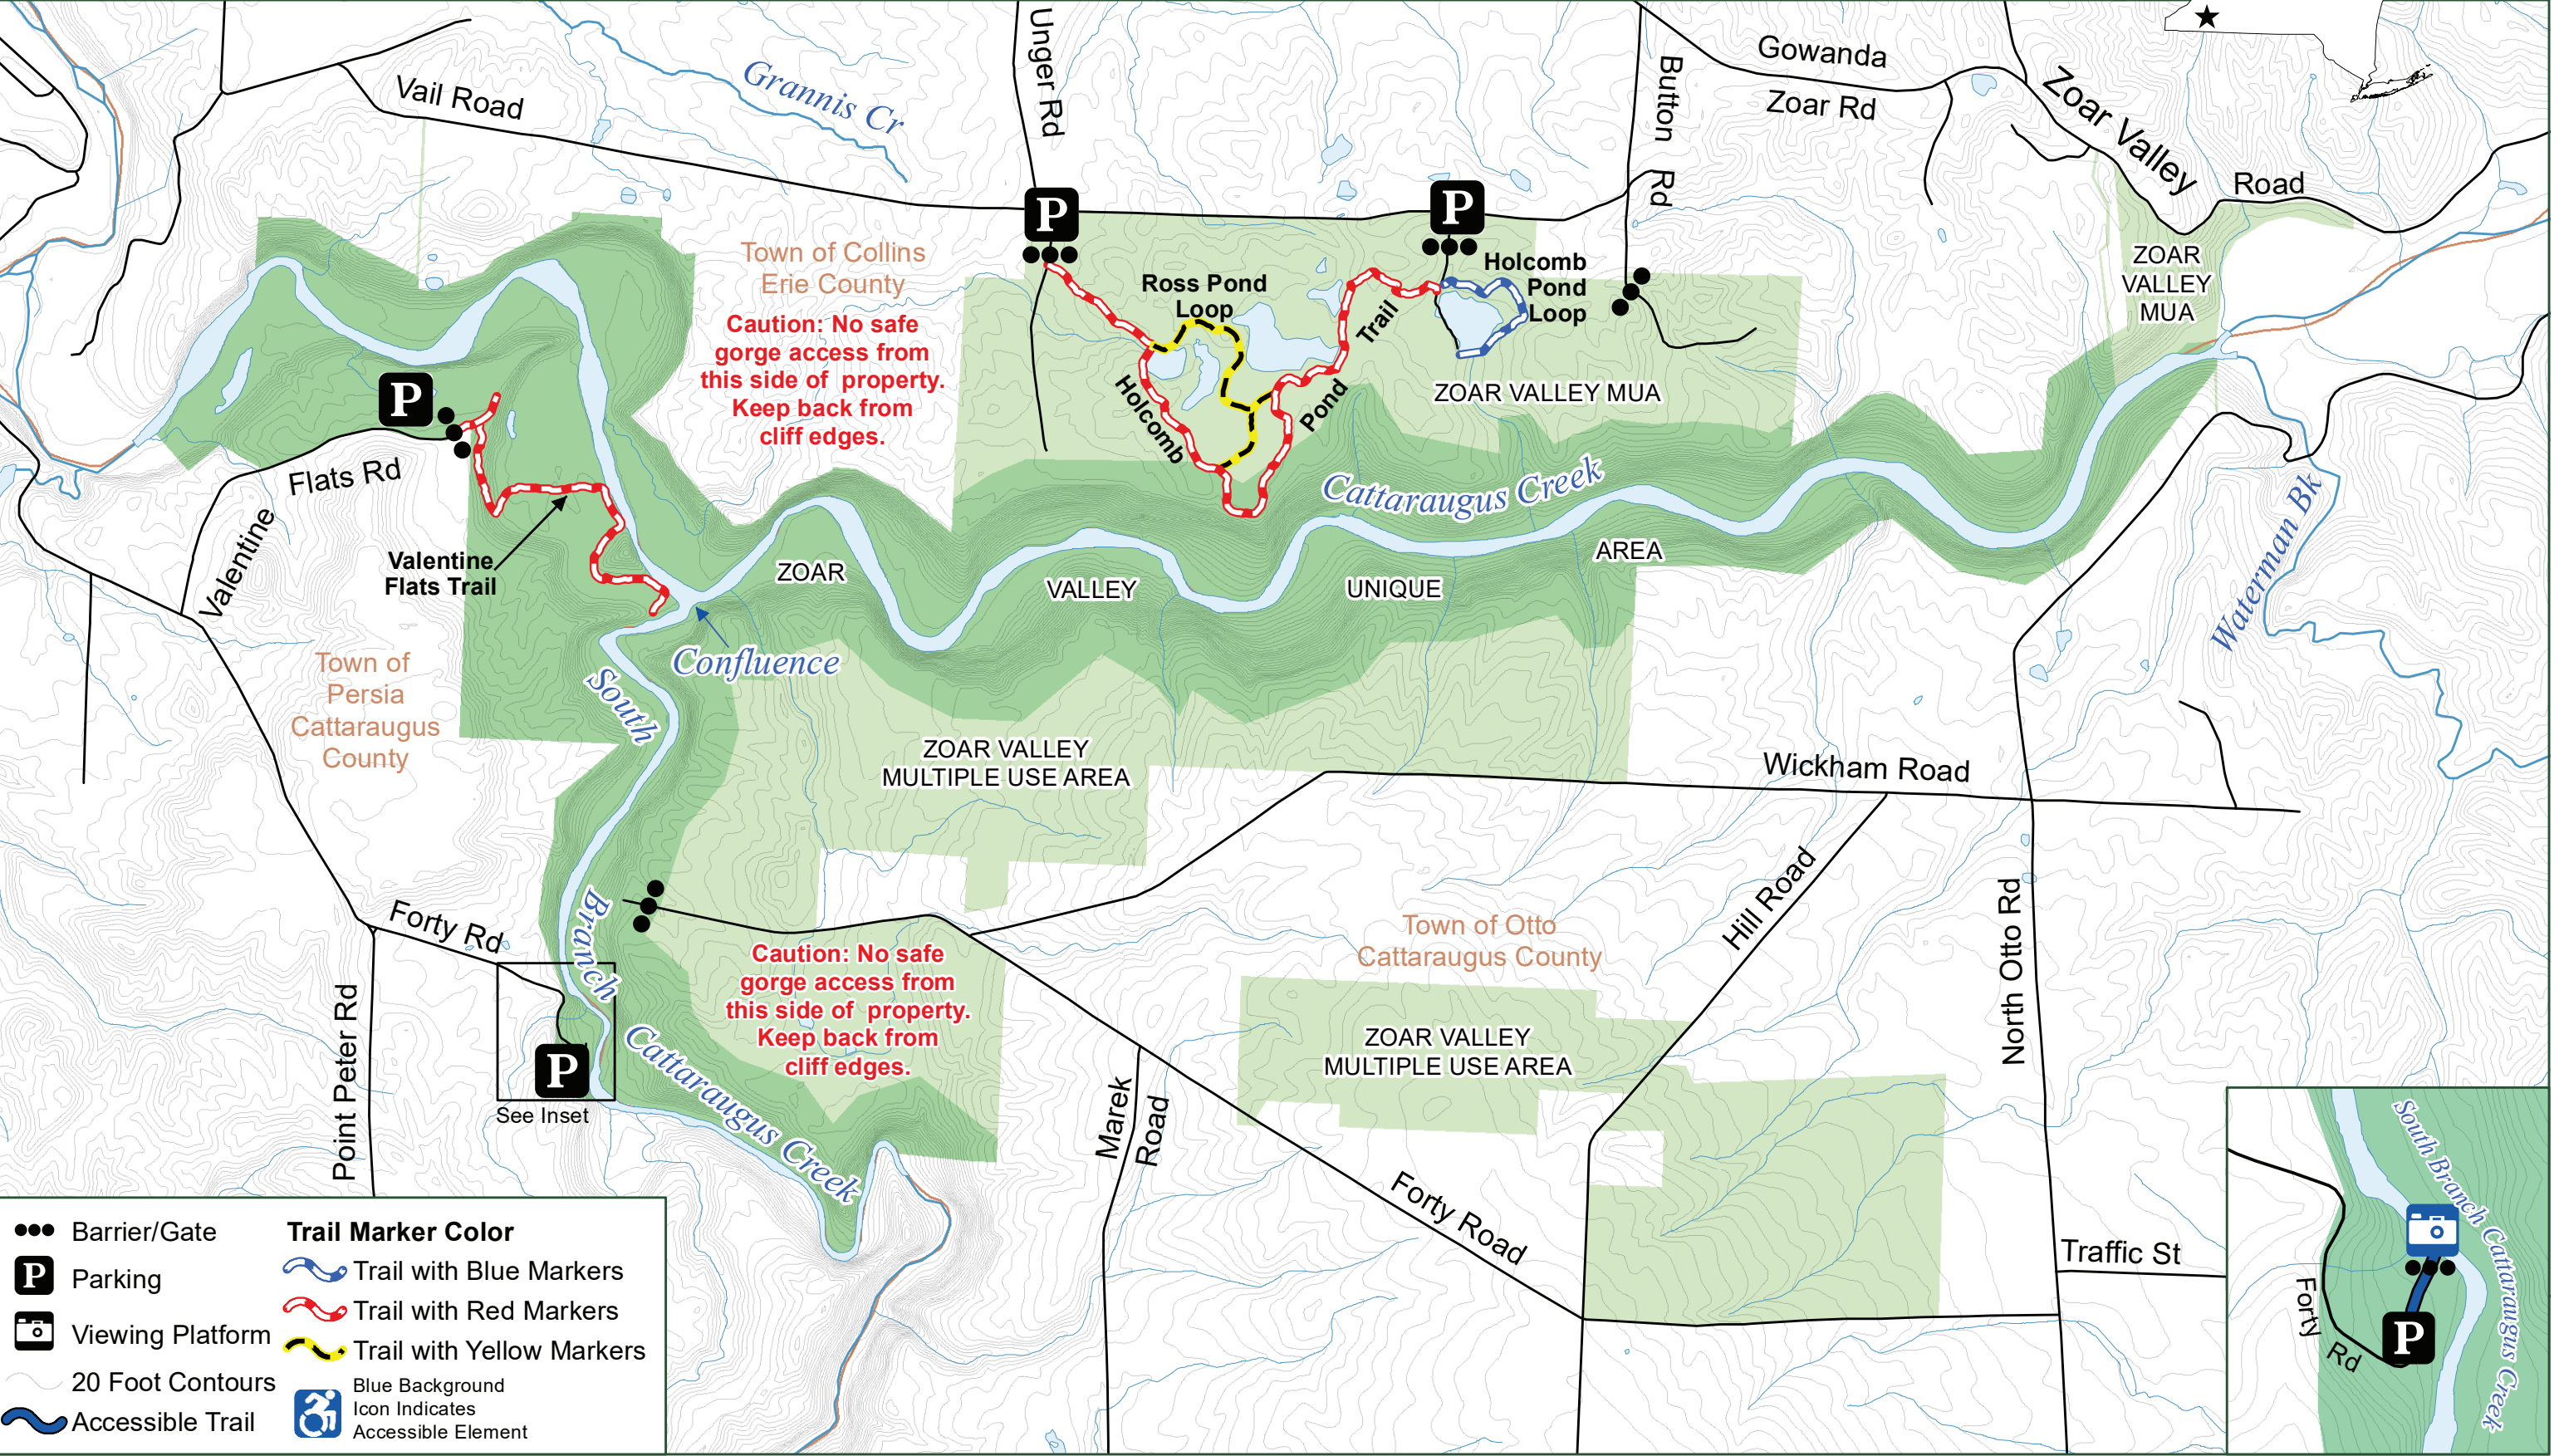 Vail Road
Grannis Cr
Unger Rd
Button Rd
Gowanda
Zoar Rd
Zoar Valley
Road
P
P
Town of Collins
Erie County
Caution: No safe
gorge access from
this side of property.
Keep back from
cliff edges.
Ross Pond
Loop
Holcomb
Pond
Loop
Holcomb
Pond
Trail
ZOAR VALLEY MUA
ZOAR
VALLEY
MUA
P
Flats Rd
Valentine
Valentine
Flats Trail
Cattaraugus Creek
Waterman Bk
ZOAR
VALLEY
UNIQUE
AREA
Confluence
Town of
Persia
Cattaraugus
County
South
Branch
Cattaraugus Creek
ZOAR VALLEY
MULTIPLE USE AREA
Wickham Road
Hill Road
North Otto Rd
Town of Otto
Cattaraugus County
Forty Rd
Point Peter Rd
P
See Inset
Caution: No safe
gorge access from
this side of property.
Keep back from
cliff edges.
ZOAR VALLEY
MULTIPLE USE AREA
Marek
Road
Forty Road
Traffic St
South Branch Cattaraugus Creek
Forty
Rd
P
Barrier/Gate
P Parking
Viewing Platform
20 Foot Contours
Accessible Trail
Trail Marker Color
Trail with Blue Markers
Trail with Red Markers
Trail with Yellow Markers
Blue Background
Icon Indicates
Accessible Element